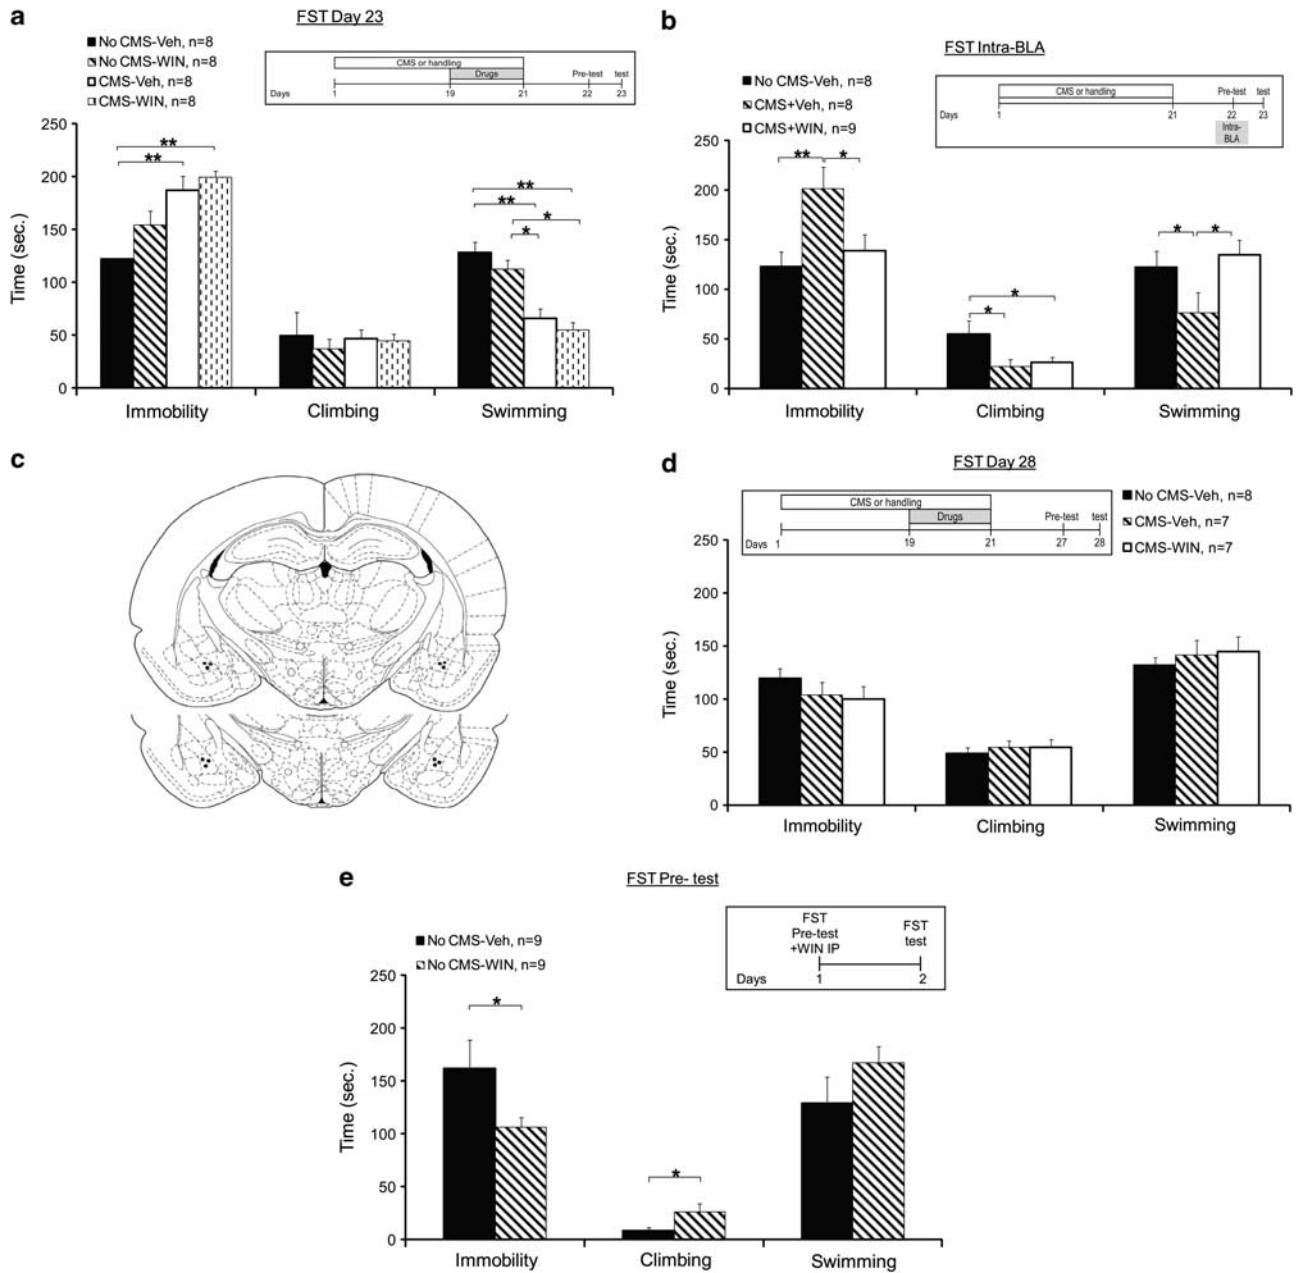 a
FST Day 23
No CMS-Veh, n=8
No CMS-WIN, n=8
CMS-Veh, n=8
CMS-WIN, n=8
CMS or handling
Drugs
Pre-test test
Days 1 19 21 22 23
Time (sec.)
250
200
150
100
50
0
** ** ** ** * *
Immobility Climbing Swimming
b
FST Intra-BLA
No CMS-Veh, n=8
CMS+Veh, n=8
CMS+WIN, n=9
CMS or handling
Pre-test test
Days 1 21 22 23
Intra-
BLA
Time (sec.)
250
200
150
100
50
0
** * * * * *
Immobility Climbing Swimming
c
d
FST Day 28
CMS or handling
Drugs
Pre-test test
Days 1 19 21 27 28
No CMS-Veh, n=8
CMS-Veh, n=7
CMS-WIN, n=7
Time (sec.)
250
200
150
100
50
0
Immobility Climbing Swimming
e
FST Pre- test
No CMS-Veh, n=9
No CMS-WIN, n=9
FST
Pre-test
+WIN IP
FST
test
Days 1 2
Time (sec.)
250
200
150
100
50
0
* *
Immobility Climbing Swimming